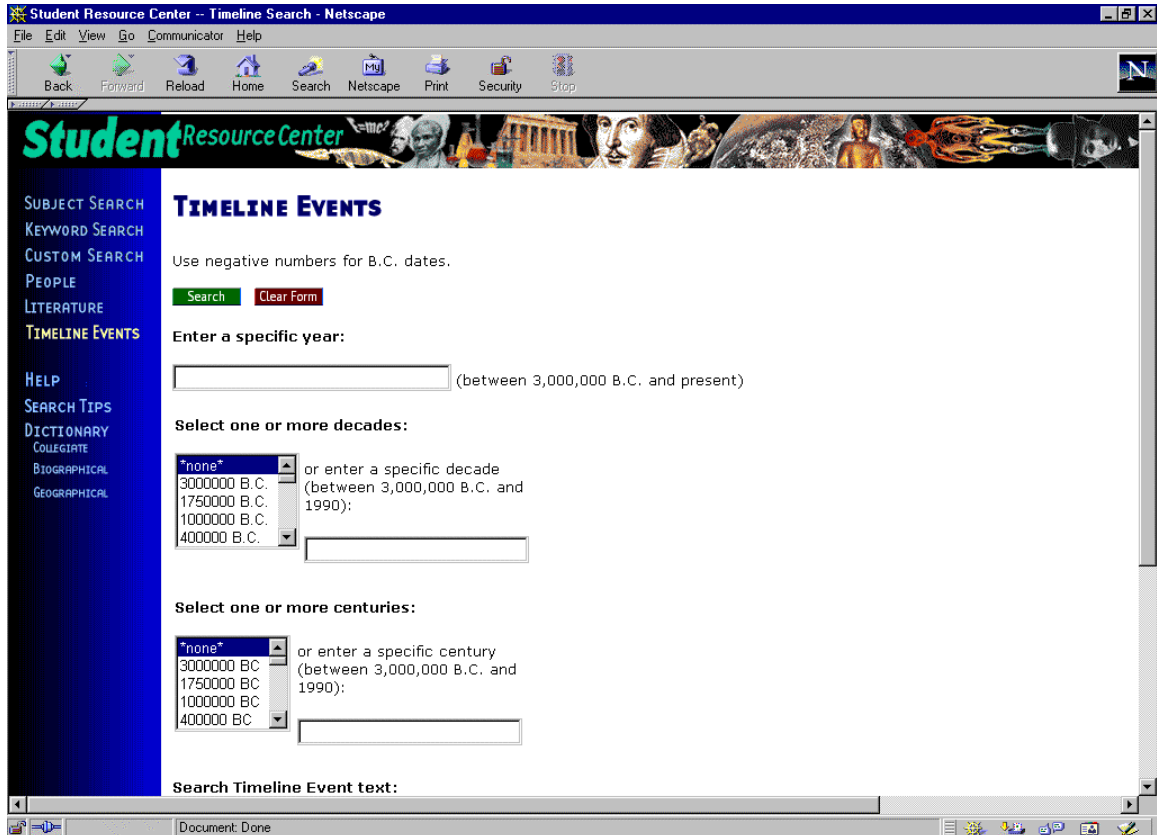 Student Resource Center -- Timeline Search - Netscape
File Edit View Go Communicator Help
Back Forward Reload Home Search Netscape Print Security Stop
My
N
Student Resource Center E=mc²
SUBJECT SEARCH
KEYWORD SEARCH
CUSTOM SEARCH
PEOPLE
LITERATURE
TIMELINE EVENTS
HELP
SEARCH TIPS
DICTIONARY
COLLEGIATE
BIOGRAPHICAL
GEOGRAPHICAL
TIMELINE EVENTS
Use negative numbers for B.C. dates.
Search Clear Form
Enter a specific year:
(between 3,000,000 B.C. and present)
Select one or more decades:
*none*
3000000 B.C.
1750000 B.C.
1000000 B.C.
400000 B.C.
or enter a specific decade
(between 3,000,000 B.C. and
1990):
Select one or more centuries:
*none*
3000000 BC
1750000 BC
1000000 BC
400000 BC
or enter a specific century
(between 3,000,000 B.C. and
1990):
Search Timeline Event text:
Document: Done